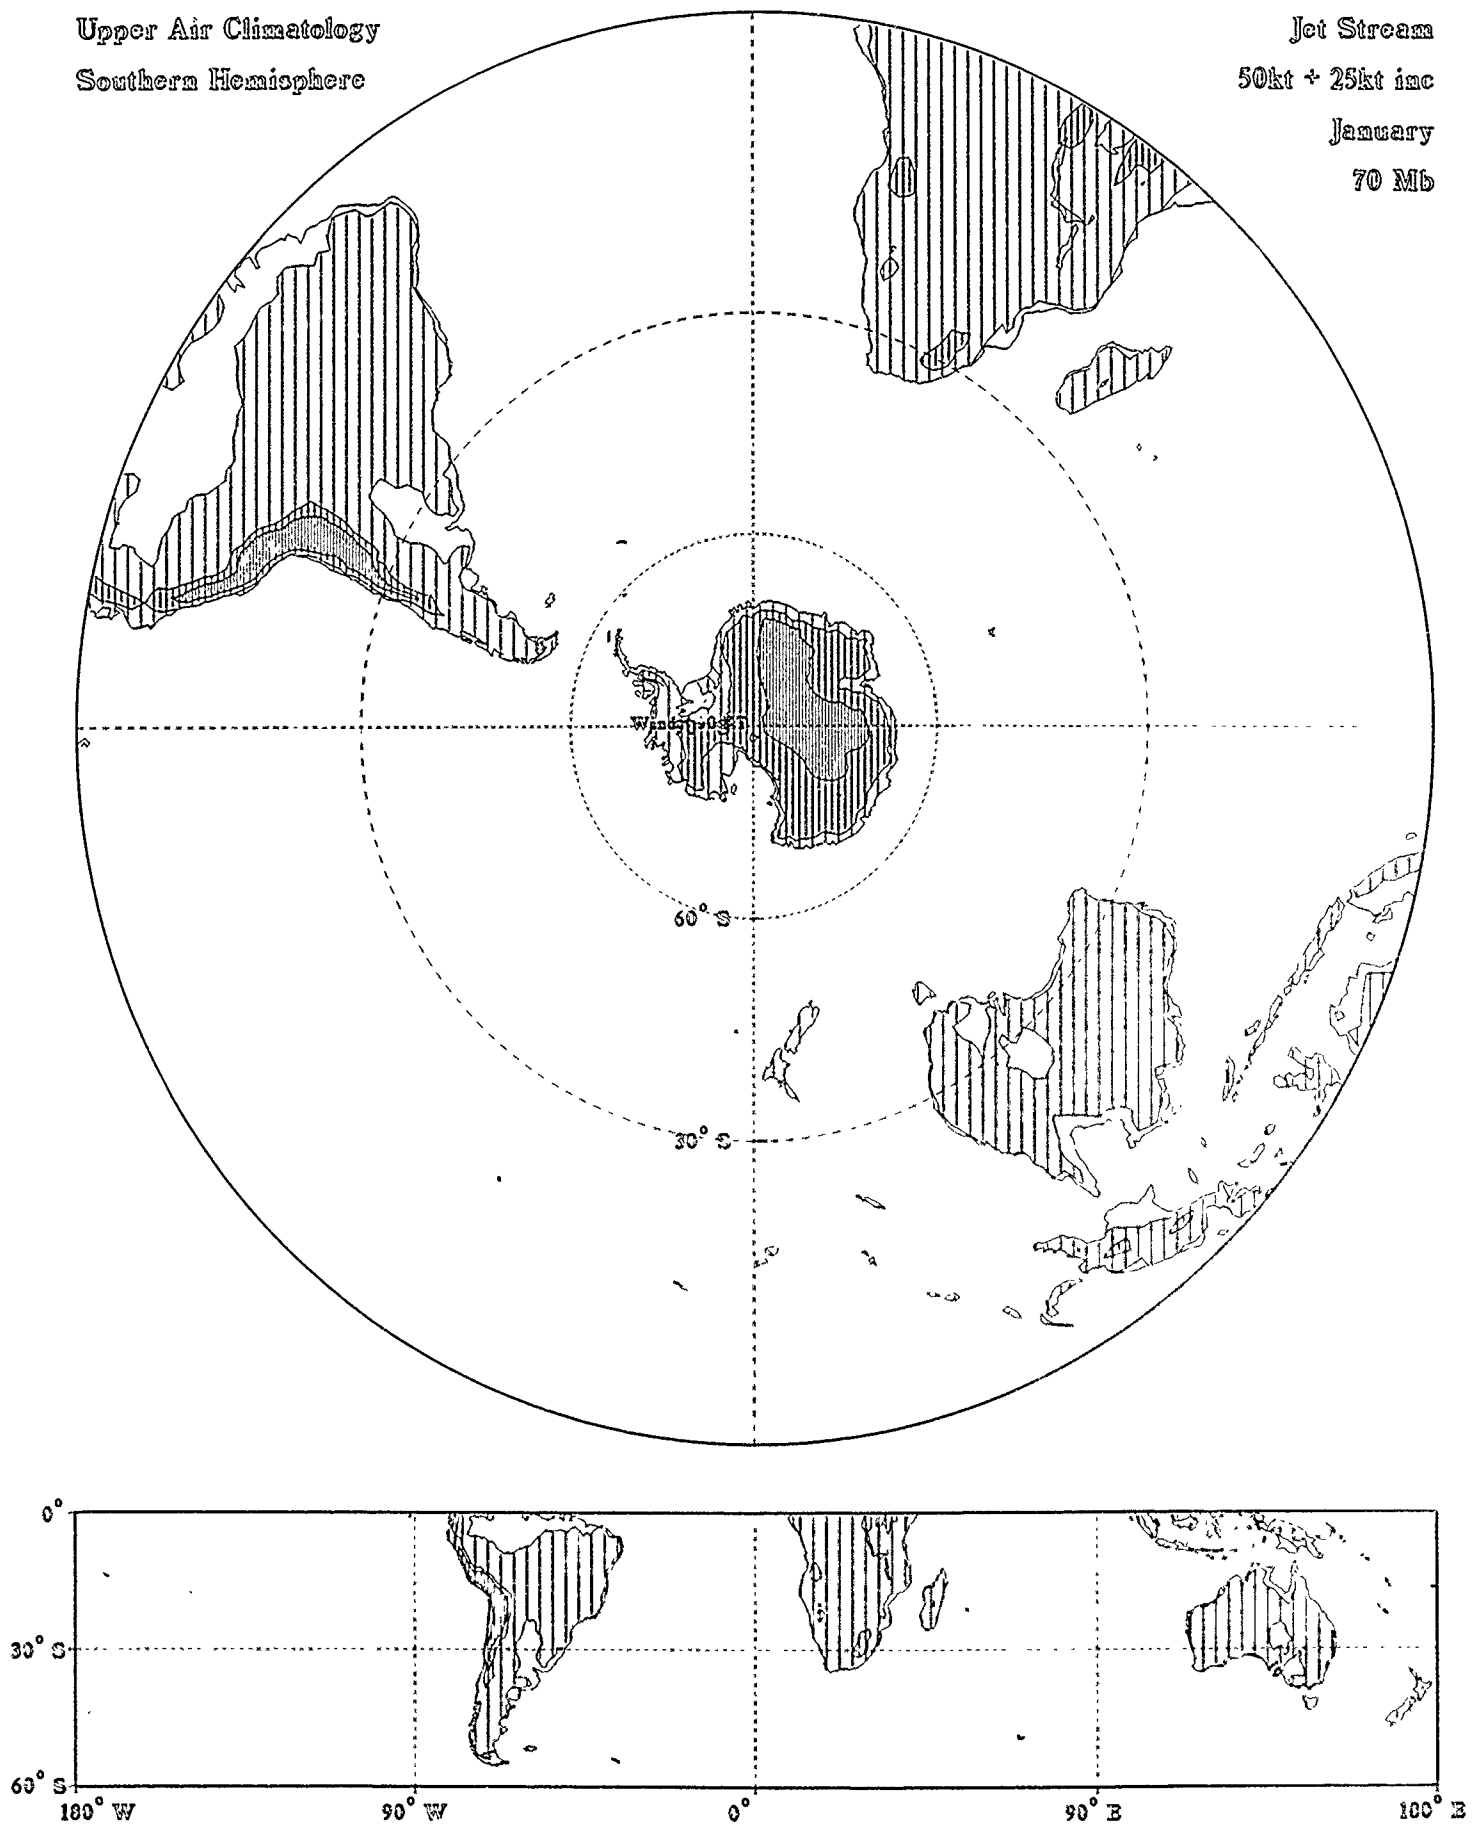 Upper Air Climatology
Southern Hemisphere
Jet Stream
50kt + 25kt inc
January
70 Mb
60° S
30° S
0°
30° S
60° S
180° W
90° W
0°
90° E
180° E